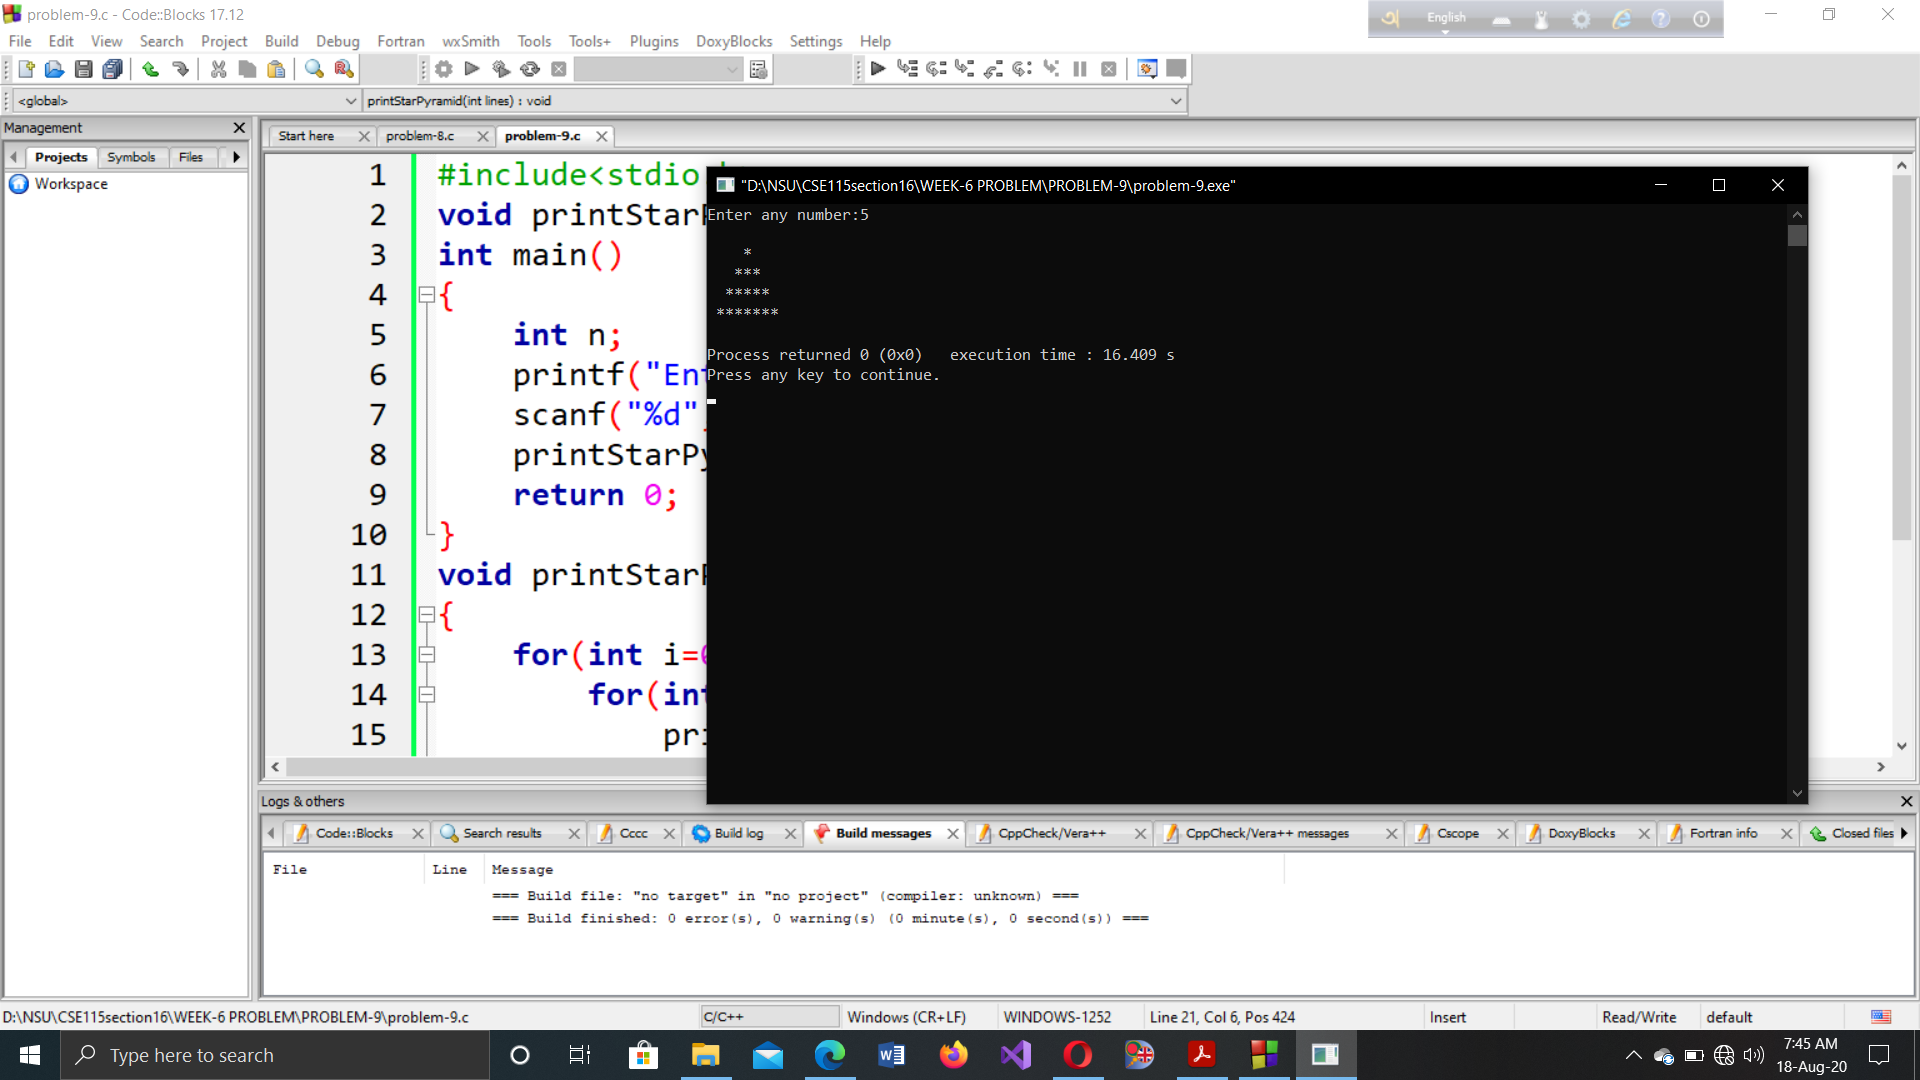 problem-9.c - Code::Blocks 17.12
English
File Edit View Search Project Build Debug Fortran wxSmith Tools Tools+ Plugins DoxyBlocks Settings Help
<global>
printStarPyramid(int lines) : void
Management
Projects Symbols Files
Workspace
Start here problem-8.c problem-9.c
1 #include<stdio
2 void printStar
3 int main()
4 {
5 int n;
6 printf("En
7 scanf("%d"
8 printStarPy
9 return 0;
10 }
11 void printStar
12 {
13 for(int i=0
14 for(int
15 pri
"D:\NSU\CSE115section16\WEEK-6 PROBLEM\PROBLEM-9\problem-9.exe"
Enter any number:5
*
***
*****
*******
Process returned 0 (0x0)   execution time : 16.409 s
Press any key to continue.
Logs & others
Code::Blocks Search results Cccc Build log Build messages CppCheck/Vera++ CppCheck/Vera++ messages Cscope DoxyBlocks Fortran info Closed files
File Line Message
=== Build file: "no target" in "no project" (compiler: unknown) ===
=== Build finished: 0 error(s), 0 warning(s) (0 minute(s), 0 second(s)) ===
D:\NSU\CSE115section16\WEEK-6 PROBLEM\PROBLEM-9\problem-9.c C/C++ Windows (CR+LF) WINDOWS-1252 Line 21, Col 6, Pos 424 Insert Read/Write default
Type here to search
7:45 AM
18-Aug-20